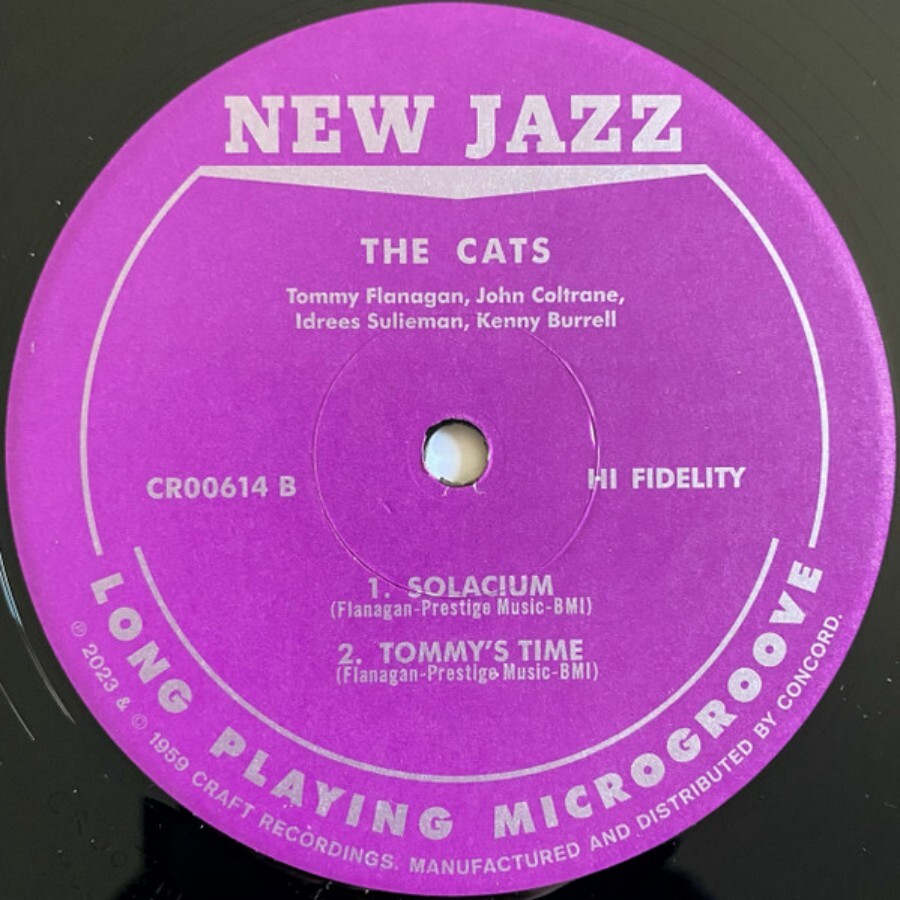 NEW JAZZ
THE CATS
Tommy Flanagan, John Coltrane,
Idrees Sulieman, Kenny Burrell
CR00614 B
HI FIDELITY
1. SOLACIUM
(Flanagan-Prestige Music-BMI)
2. TOMMY'S TIME
(Flanagan-Prestige Music-BMI)
LONG PLAYING MICROGROOVE
℗ 2023 & © 1959 CRAFT RECORDINGS. MANUFACTURED AND DISTRIBUTED BY CONCORD.